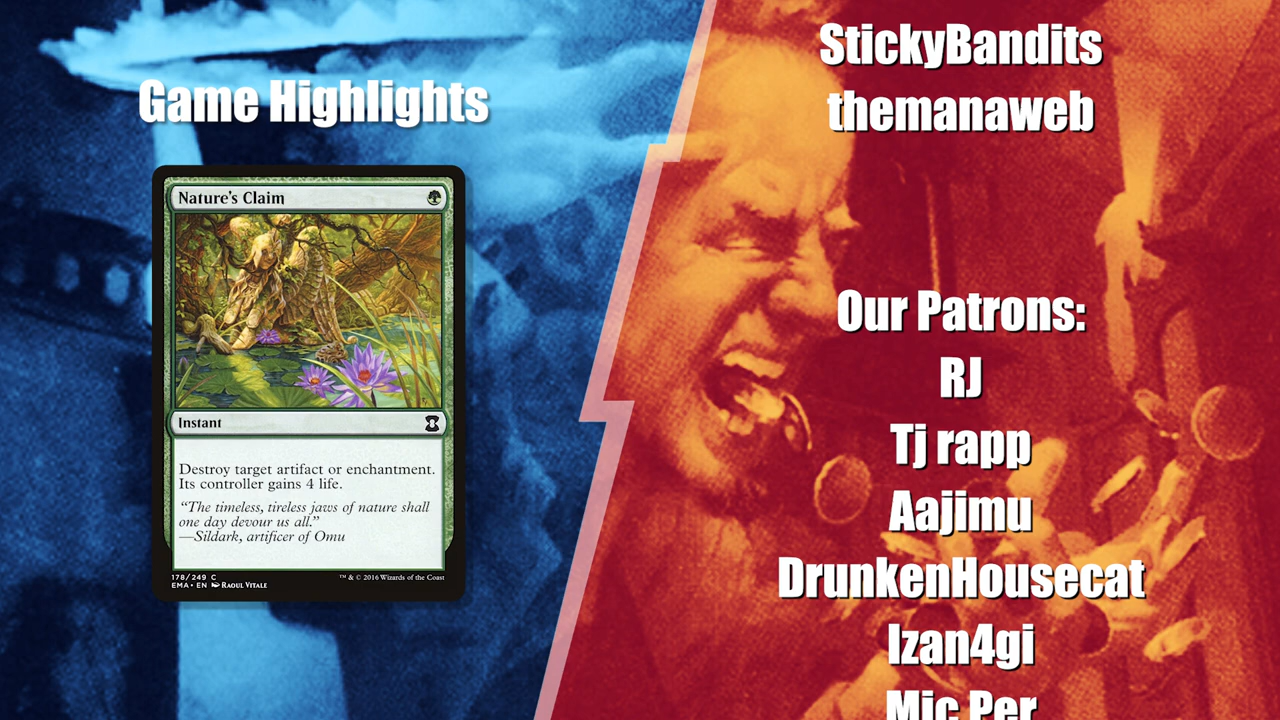 Game Highlights
Nature's Claim
Instant
Destroy target artifact or enchantment.
Its controller gains 4 life.
“The timeless, tireless jaws of nature shall
one day devour us all.”
—Sildark, artificer of Omu
178/249 C
EMA • EN Raoul Vitale
™ & © 2016 Wizards of the Coast
StickyBandits
themanaweb
Our Patrons:
RJ
Tj rapp
Aajimu
DrunkenHousecat
Izan4gi
Mic Per